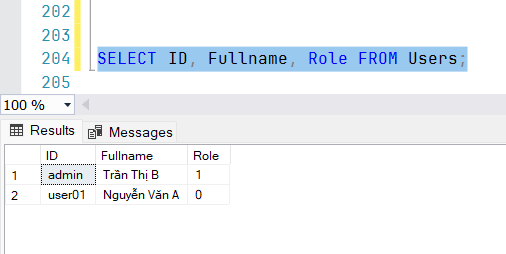 202
203
204 SELECT ID, Fullname, Role FROM Users;
205
100 %
Results Messages
ID Fullname Role
1 admin Trần Thị B 1
2 user01 Nguyễn Văn A 0